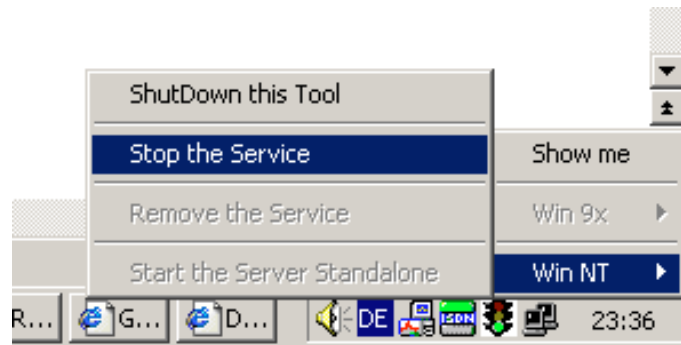 ShutDown this Tool
Stop the Service
Show me
Remove the Service
Win 9x
Start the Server Standalone
Win NT
R... G... D... DE ISDN 23:36